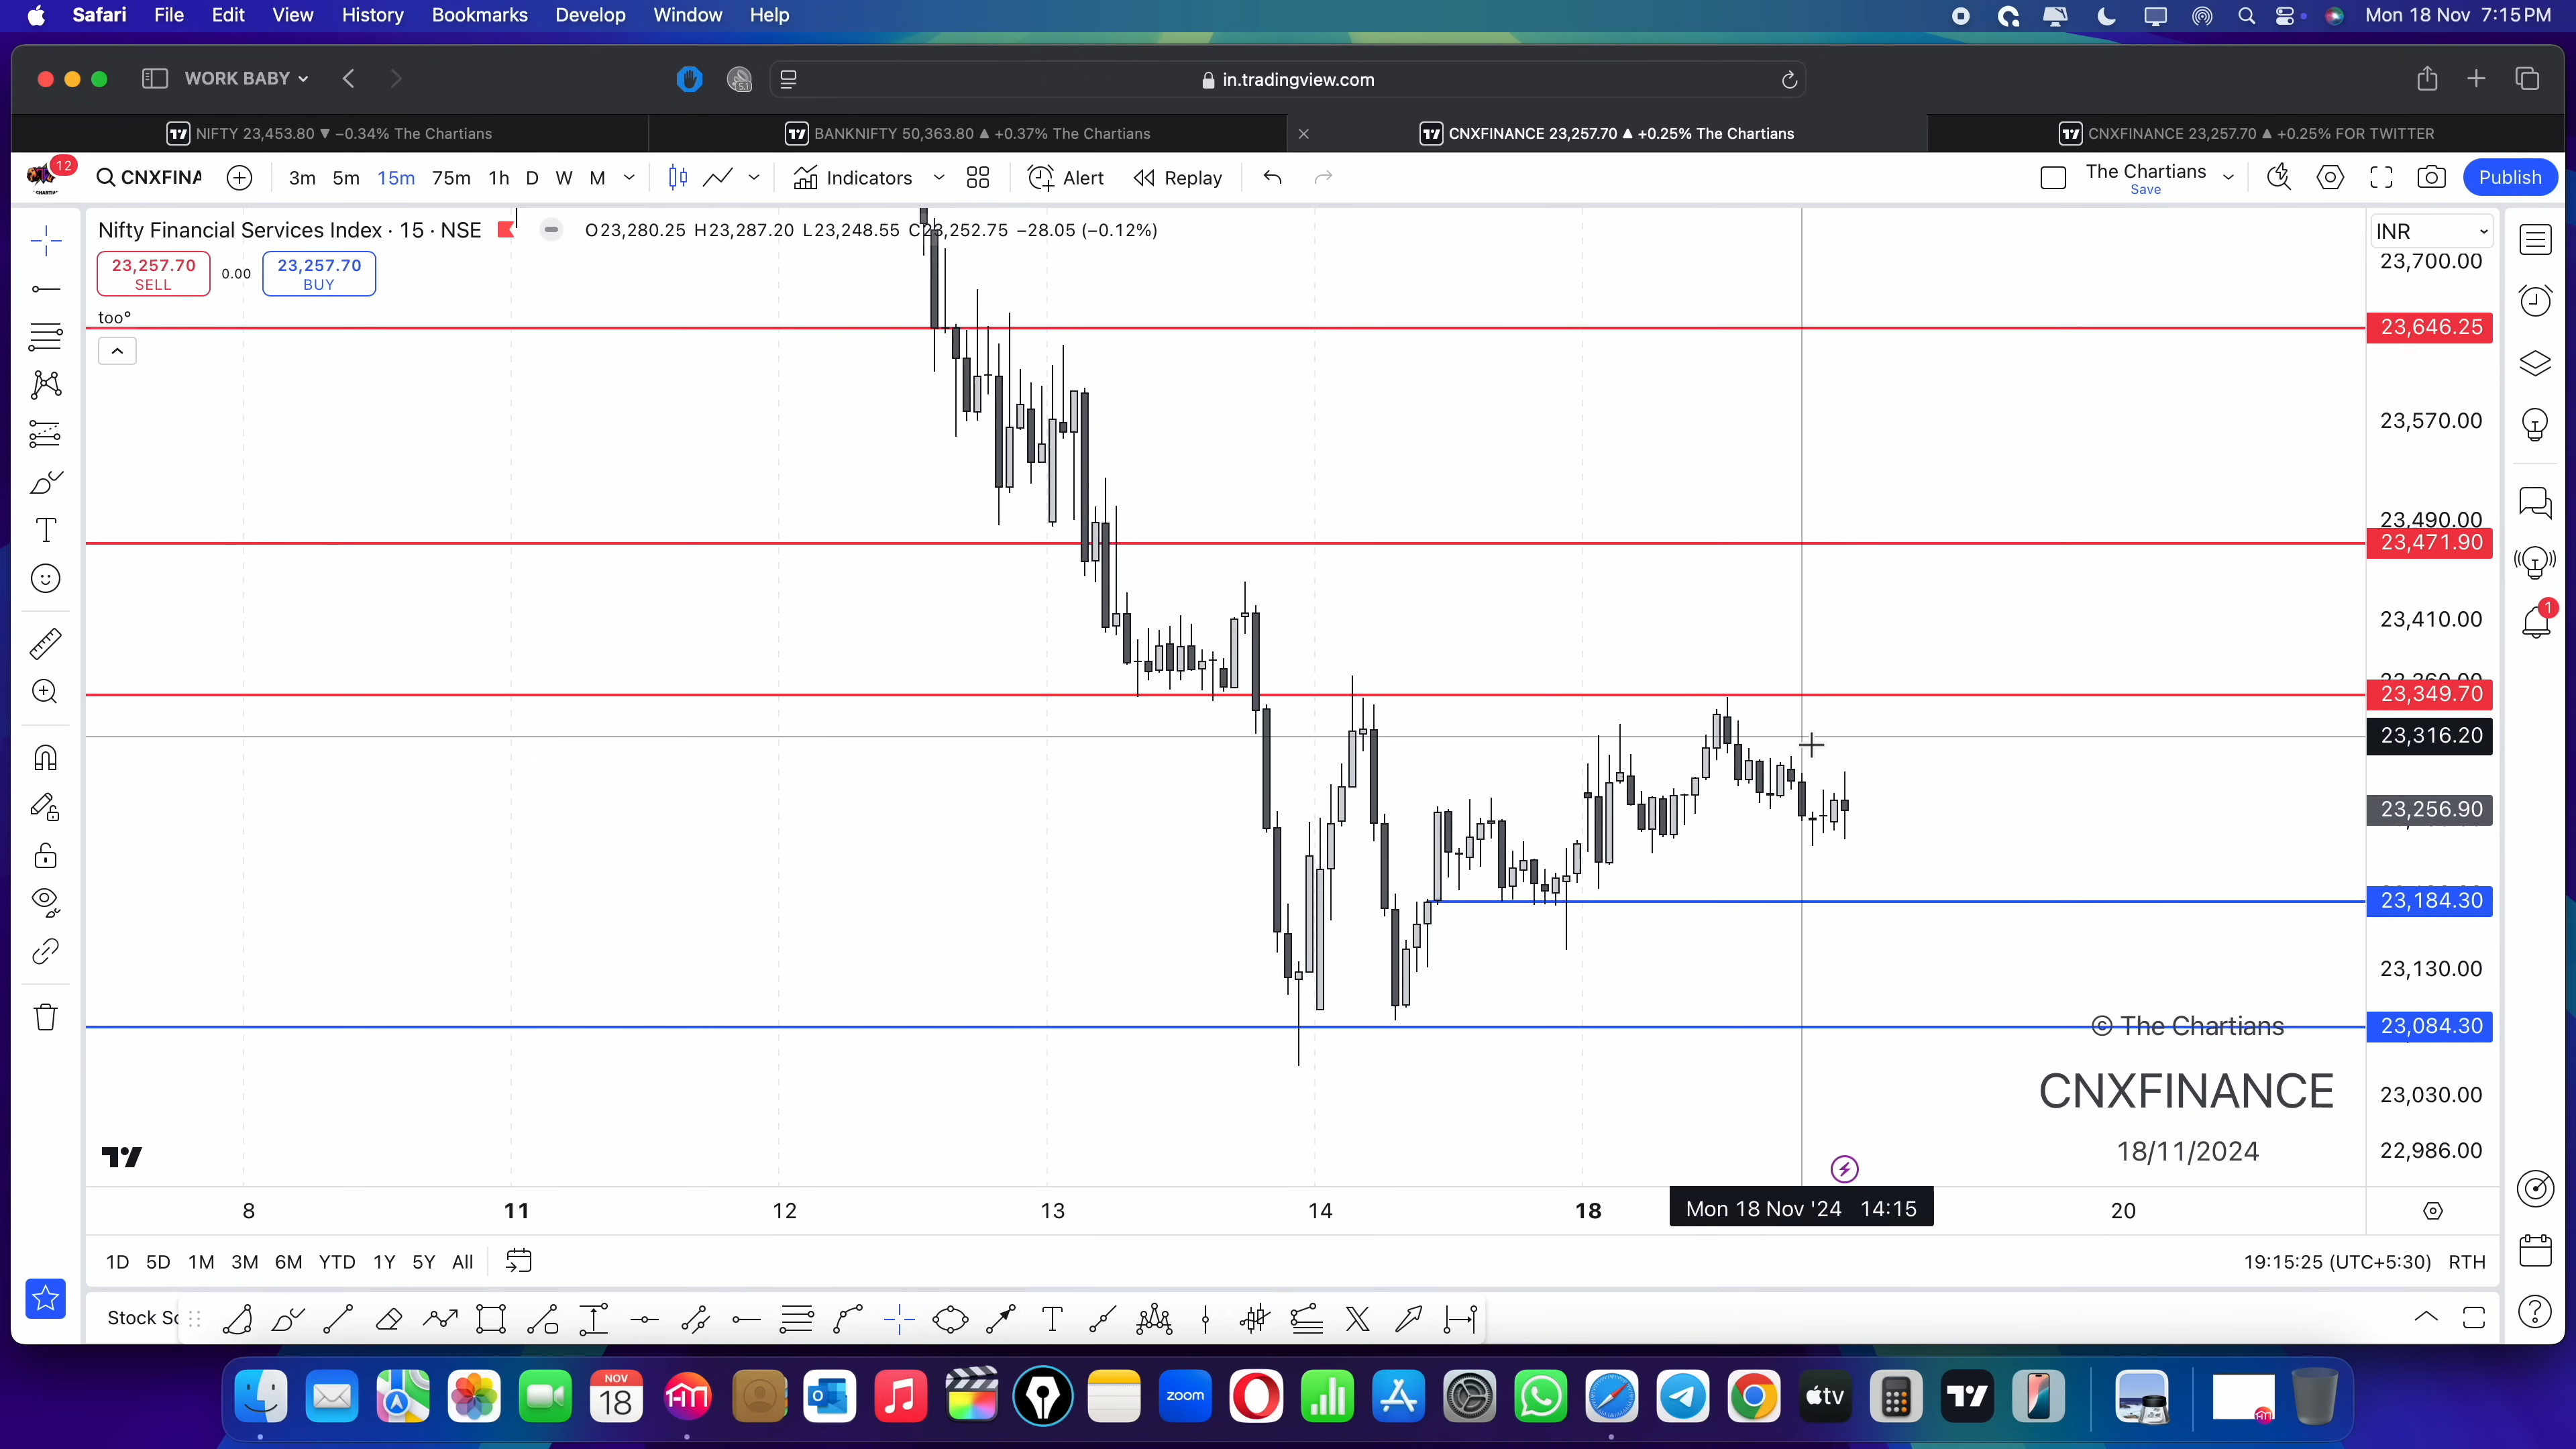 Safari File Edit View History Bookmarks Develop Window Help Mon 18 Nov 7:15 PM
WORK BABY in.tradingview.com
NIFTY 23,453.80 ▼ −0.34% The Chartians BANKNIFTY 50,363.80 ▲ +0.37% The Chartians CNXFINANCE 23,257.70 ▲ +0.25% The Chartians CNXFINANCE 23,257.70 ▲ +0.25% FOR TWITTER
12 CNXFINA 3m 5m 15m 75m 1h D W M Indicators Alert Replay The Chartians Save Publish
Nifty Financial Services Index · 15 · NSE O23,280.25 H23,287.20 L23,248.55 C23,252.75 −28.05 (−0.12%) INR
23,257.70 SELL 0.00 23,257.70 BUY
23,700.00
too°
23,646.25
23,570.00
23,490.00
23,471.90
1
23,410.00
23,349.70
23,316.20
23,256.90
23,184.30
23,130.00
© The Chartians 23,084.30
CNXFINANCE 23,030.00
18/11/2024 22,986.00
8 11 12 13 14 18 Mon 18 Nov '24 14:15 20
1D 5D 1M 3M 6M YTD 1Y 5Y All 19:15:25 (UTC+5:30) RTH
Stock
NOV
18 zoom tv